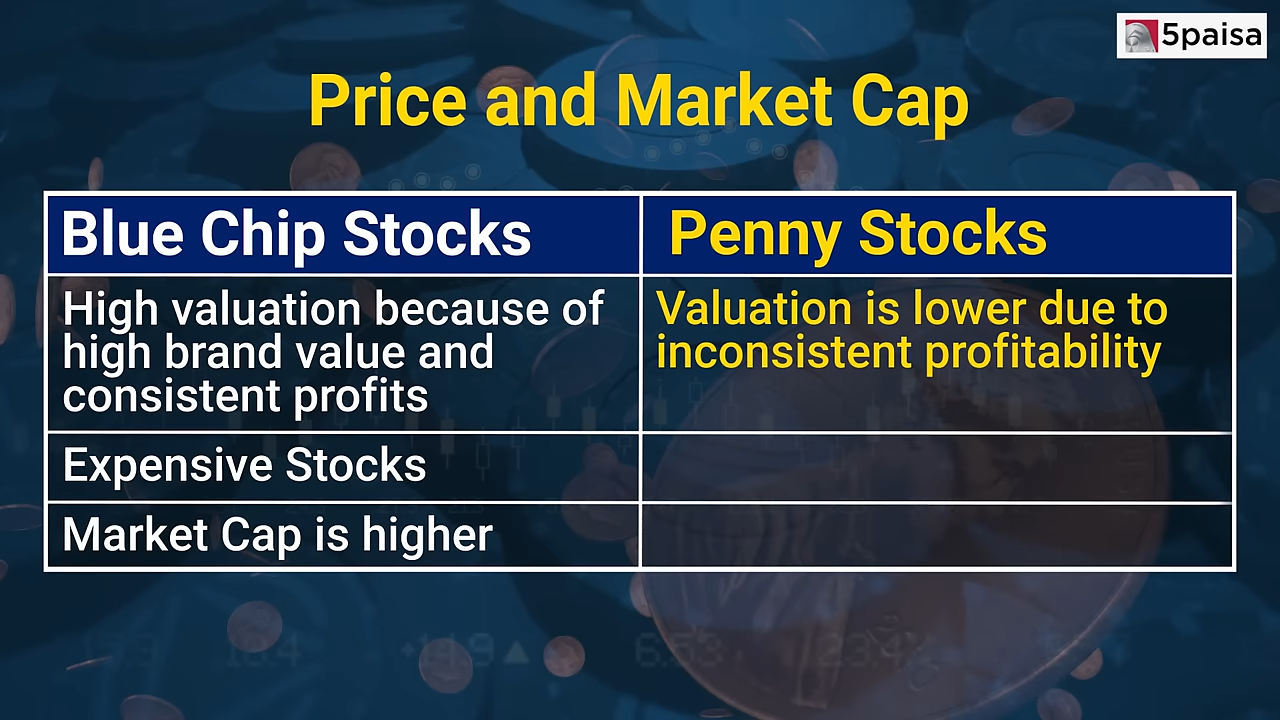 5paisa
Price and Market Cap
Blue Chip Stocks
Penny Stocks
High valuation because of
high brand value and
consistent profits
Valuation is lower due to
inconsistent profitability
Expensive Stocks
Market Cap is higher